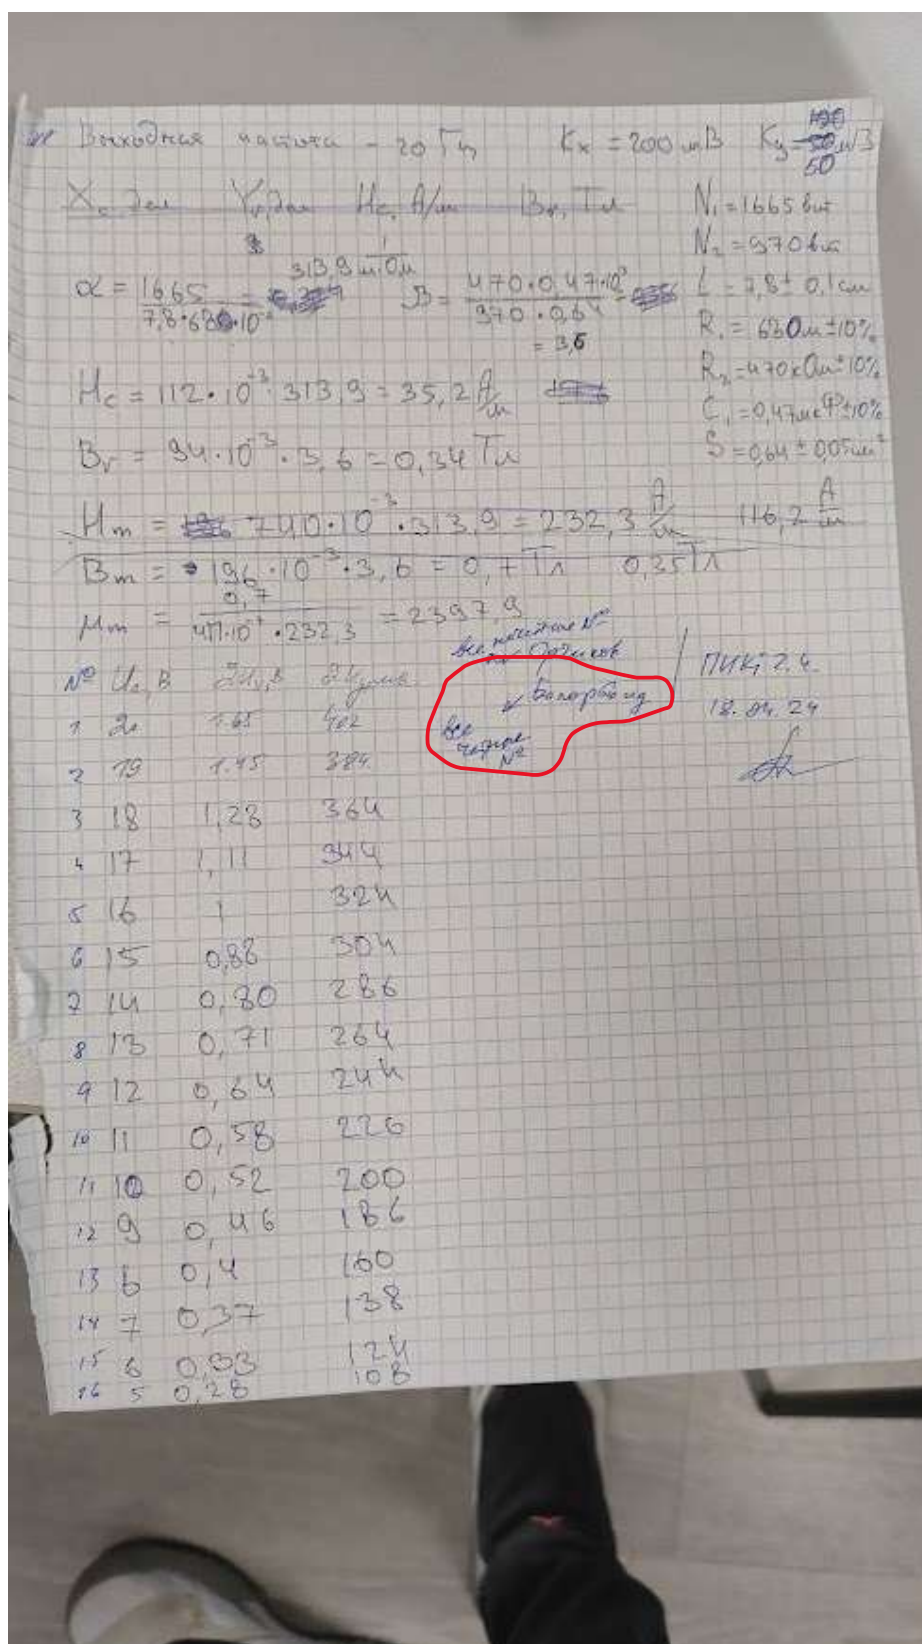 Выходная частота - 20 Гц Kx = 200 мВ Ky = 50 мВ
X, дел Yr, дел Hc, А/м Br, Тл
N₁ = 1665 вит
N₂ = 970 вит
α = 1665 / 7,8·68·10⁻² = 313,9 м·Ом
β = 470·0,47·10⁻³ / 970·0,64 = 3,6
L = 7,8 ± 0,1 см
R₁ = 68 Ом ± 10%
R₂ = 470 кОм ± 10%
C₁ = 0,47 мкФ ± 10%
S = 0,64 ± 0,05 см²
Hc = 112·10⁻³·313,9 = 35,2 А/м
Br = 94·10⁻³·3,6 = 0,34 Тл
Hm = 740·10⁻³·313,9 = 232,3 А/м 116,2 А/м
Bm = 196·10⁻³·3,6 = 0,7 Тл 0,35 Тл
μm = 0,7 / 4π·10⁻⁷·232,3 = 2397,9
все нечетные №
ПИКт 2.4.
18.04.24
все
четные
№
№ U, В
1 20 1.65 402
2 19 1.45 384
3 18 1,28 364
4 17 1,11 344
5 16 1 324
6 15 0,88 304
7 14 0,80 286
8 13 0,71 264
9 12 0,64 244
10 11 0,58 226
11 10 0,52 200
12 9 0,46 186
13 8 0,4 160
14 7 0,37 138
15 6 0,33 124
16 5 0,28 108